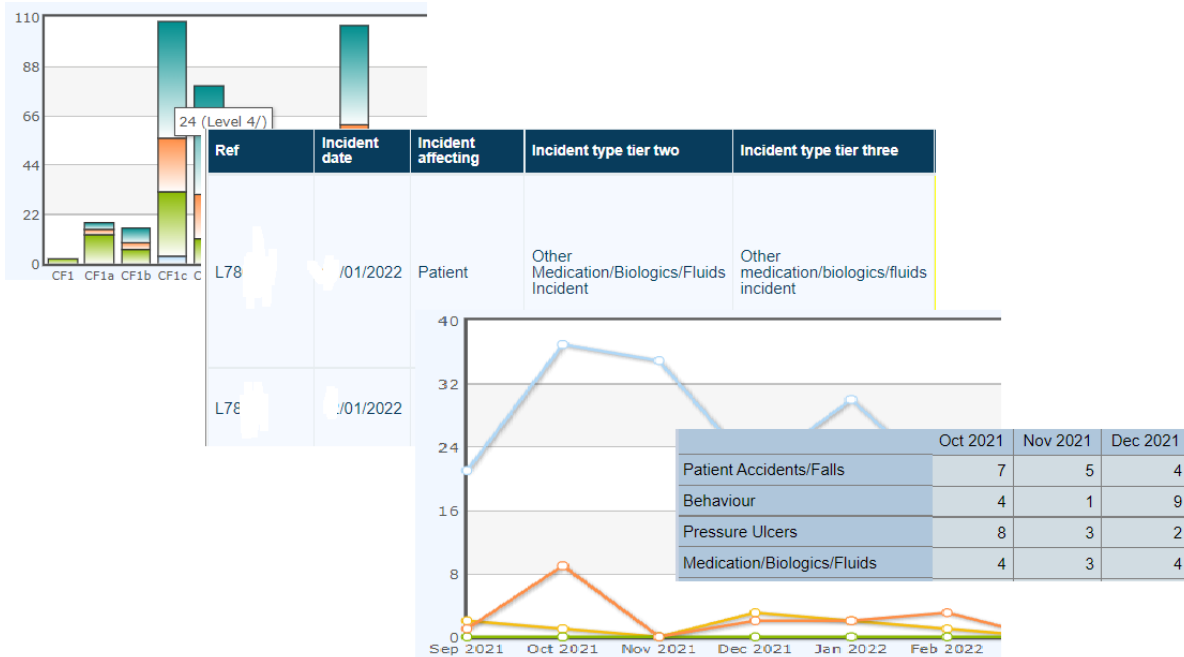 110
88
66
44
22
0
CF1 CF1a CF1b CF1c C
24 (Level 4/)
Ref Incident date Incident affecting Incident type tier two Incident type tier three
L78 /01/2022 Patient Other Medication/Biologics/Fluids Incident Other medication/biologics/fluids incident
L78 /01/2022
40
32
24
16
8
0
Sep 2021 Oct 2021 Nov 2021 Dec 2021 Jan 2022 Feb 2022
Oct 2021 Nov 2021 Dec 2021
Patient Accidents/Falls 7 5 4
Behaviour 4 1 9
Pressure Ulcers 8 3 2
Medication/Biologics/Fluids 4 3 4